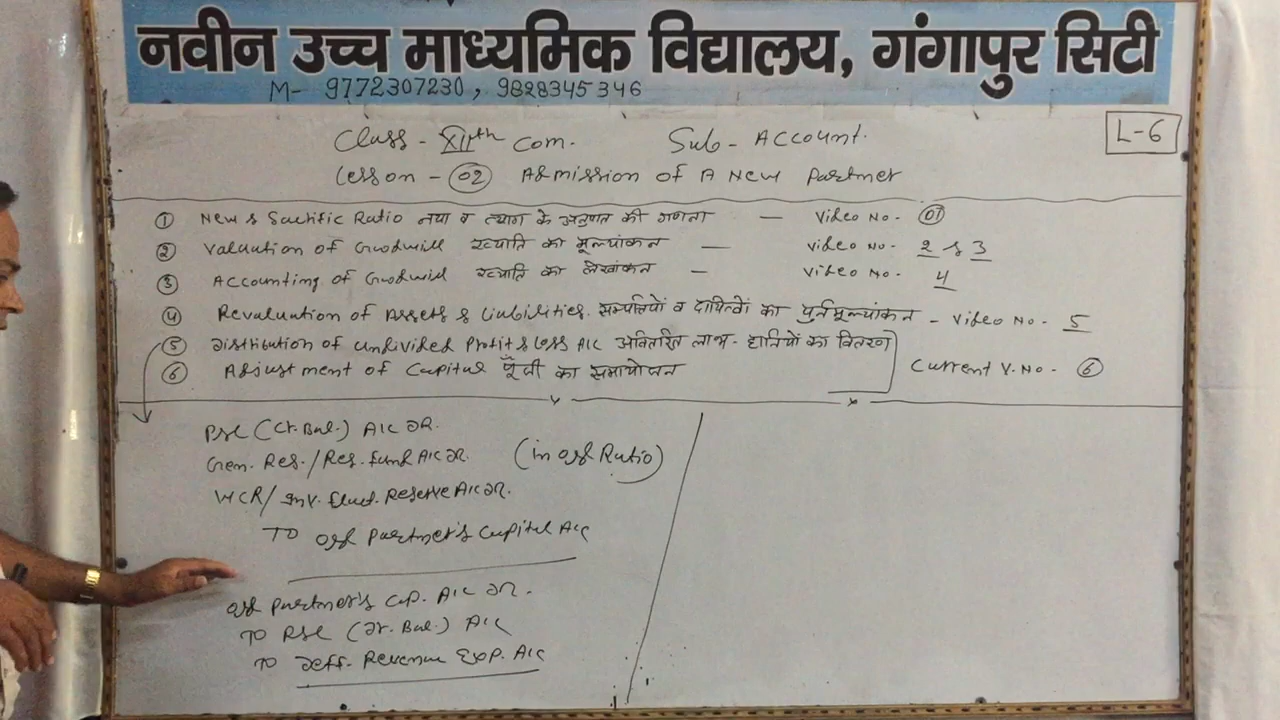 नवीन उच्च माध्यमिक विद्यालय, गंगापुर सिटी
M- 9772307230, 9828345346
L-6
Class - XIIth com. Sub - Account.
Lesson - 02 Admission of A New Partner
① New & Sacrific Ratio नया व त्याग के अनुपात की गणना — Video No. 01
② Valuation of Goodwill ख्याति का मूल्यांकन — Video No. 2 & 3
③ Accounting of Goodwill ख्याति का लेखांकन — Video No. 4
④ Revaluation of Assets & Liabilities. सम्पत्तियों व दायित्वों का पुर्नमूल्यांकन - Video No. 5
⑤ Distribution of undivided Profit & Loss A/c अवितरित लाभ - हानियों का वितरण
⑥ Adjustment of Capital पूँजी का समायोजन Current V. No. ⑥
P&L (Cr. Bal.) A/c Dr.
Gen. Res. / Res. Fund A/c Dr. (in old Ratio)
WCR / Inv. Fluct. Reserve A/c Dr.
To old Partner's Capital A/c
old Partner's Cap. A/c Dr.
To P&L (Dr. Bal.) A/c
To Deff. Revenue Exp. A/c